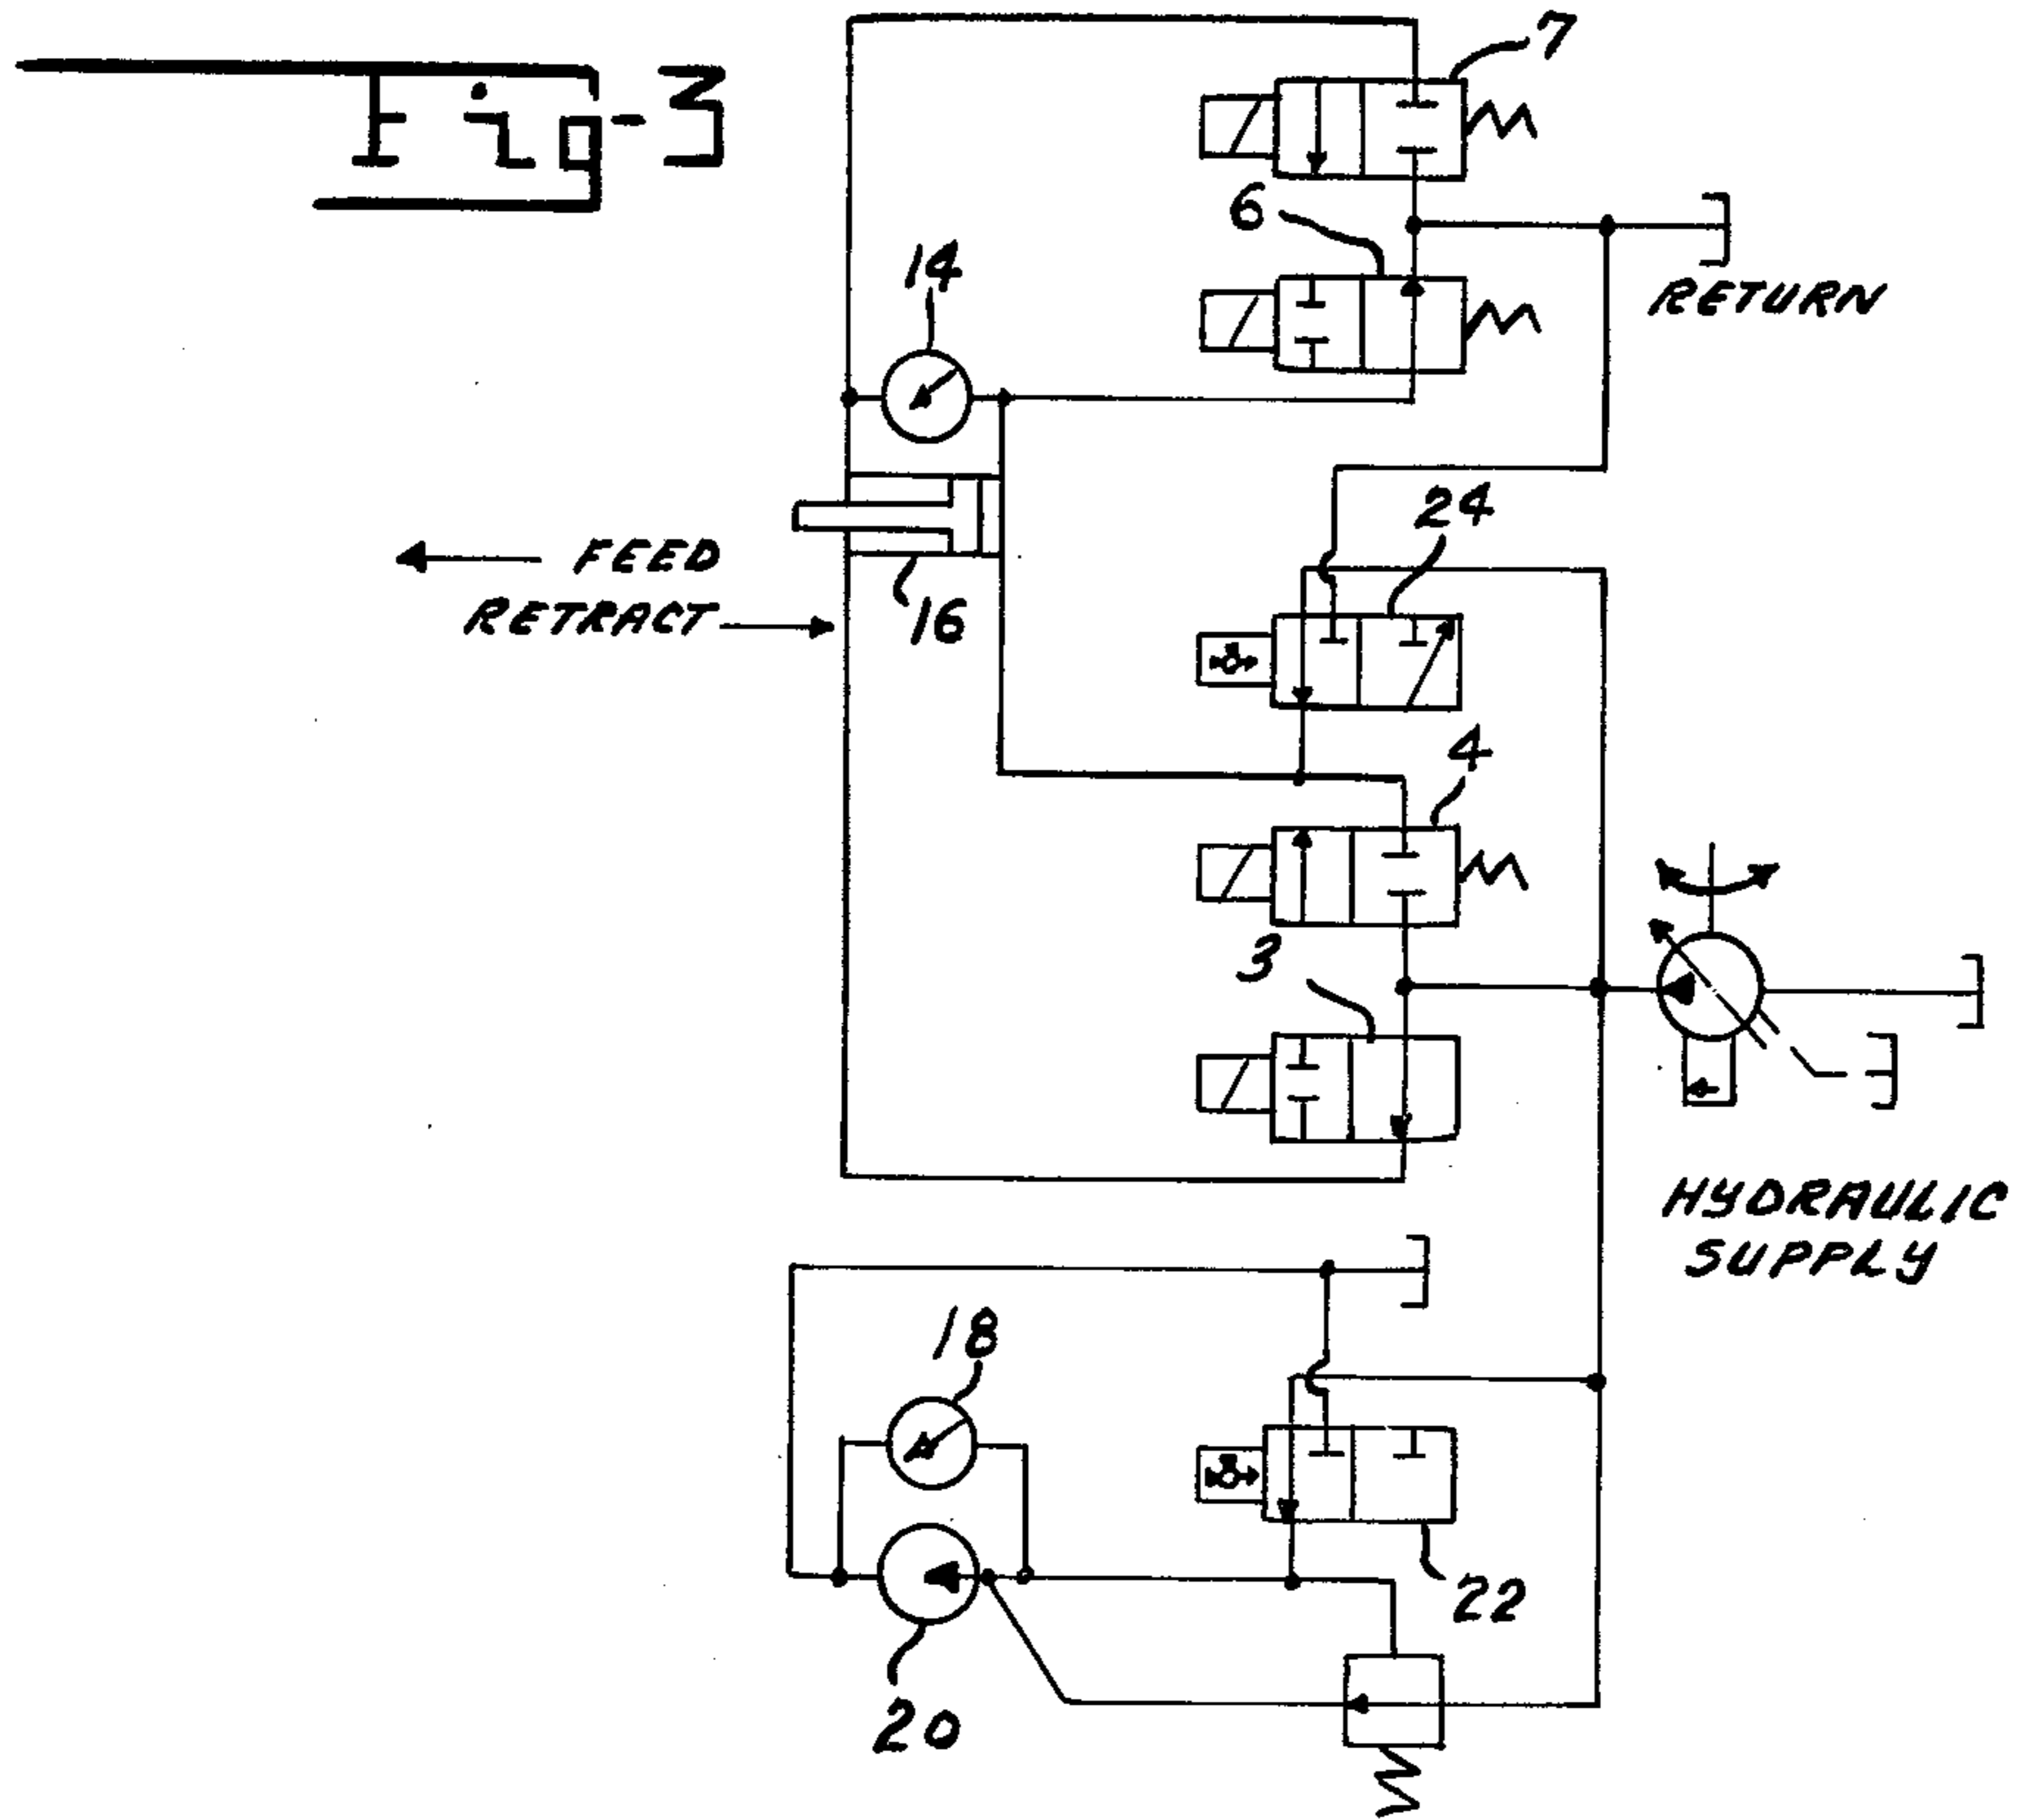 Fig-3
7
6
RETURN
14
24
FEED
RETRACT
16
4
3
HYDRAULIC
SUPPLY
18
22
20